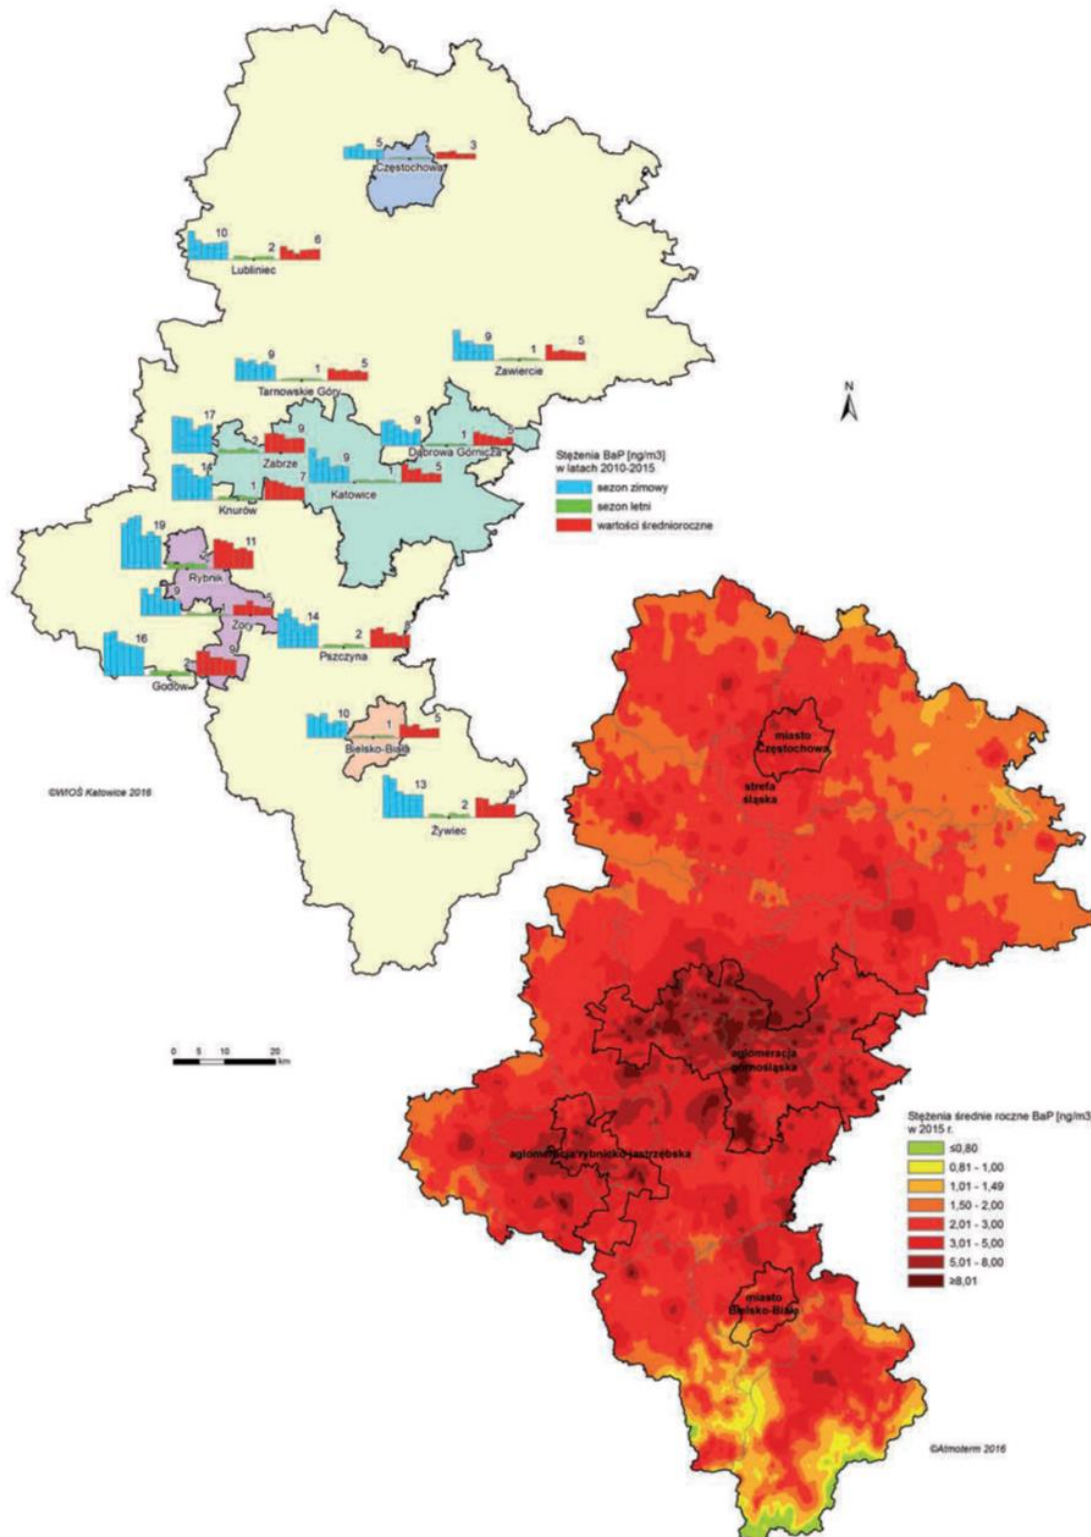 5
3
Częstochowa
10
2
6
Lubliniec
9
1
5
Zawiercie
9
1
5
Tarnowskie Góry
N
17
2
9
Zabrze
9
1
5
Dąbrowa Górnicza
9
1
5
Katowice
14
1
7
Knurów
Stężenia BaP [ng/m3]
w latach 2010-2015
sezon zimowy
sezon letni
wartości średnioroczne
19
11
Rybnik
9
1
5
Żory
14
2
Pszczyna
16
2
9
Godów
10
1
5
Bielsko-Biała
13
2
Żywiec
©WIOŚ Katowice 2016
miasto
Częstochowa
strefa
śląska
0 5 10 20
km
aglomeracja
górnośląska
aglomeracja rybnicko-jastrzębska
miasto
Bielsko-Biała
Stężenia średnie roczne BaP [ng/m3
w 2015 r.
≤0,80
0,81 - 1,00
1,01 - 1,49
1,50 - 2,00
2,01 - 3,00
3,01 - 5,00
5,01 - 8,00
≥8,01
©Atmoterm 2016